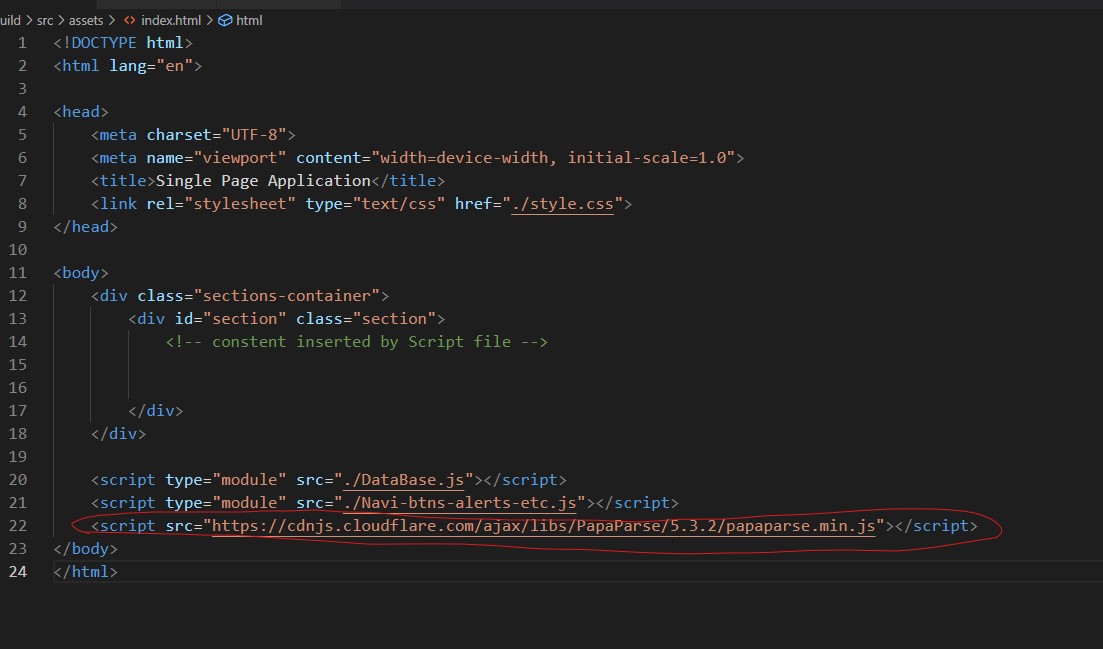 uild > src > assets > <> index.html > html
1 <!DOCTYPE html>
2 <html lang="en">
3
4 <head>
5 <meta charset="UTF-8">
6 <meta name="viewport" content="width=device-width, initial-scale=1.0">
7 <title>Single Page Application</title>
8 <link rel="stylesheet" type="text/css" href="./style.css">
9 </head>
10
11 <body>
12 <div class="sections-container">
13 <div id="section" class="section">
14 <!-- constent inserted by Script file -->
15
16
17 </div>
18 </div>
19
20 <script type="module" src="./DataBase.js"></script>
21 <script type="module" src="./Navi-btns-alerts-etc.js"></script>
22 <script src="https://cdnjs.cloudflare.com/ajax/libs/PapaParse/5.3.2/papaparse.min.js"></script>
23 </body>
24 </html>